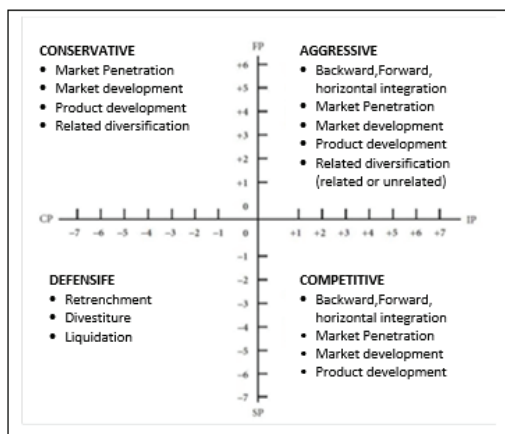 CONSERVATIVE
• Market Penetration
• Market development
• Product development
• Related diversification
FP
AGGRESSIVE
• Backward,Forward,
horizontal integration
• Market Penetration
• Market development
• Product development
• Related diversification
(related or unrelated)
+6
+5
+4
+3
+2
+1
0
CP
-7 -6 -5 -4 -3 -2 -1 0 +1 +2 +3 +4 +5 +6 +7
IP
-1
-2
-3
-4
-5
-6
-7
SP
DEFENSIFE
• Retrenchment
• Divestiture
• Liquidation
COMPETITIVE
• Backward,Forward,
horizontal integration
• Market Penetration
• Market development
• Product development